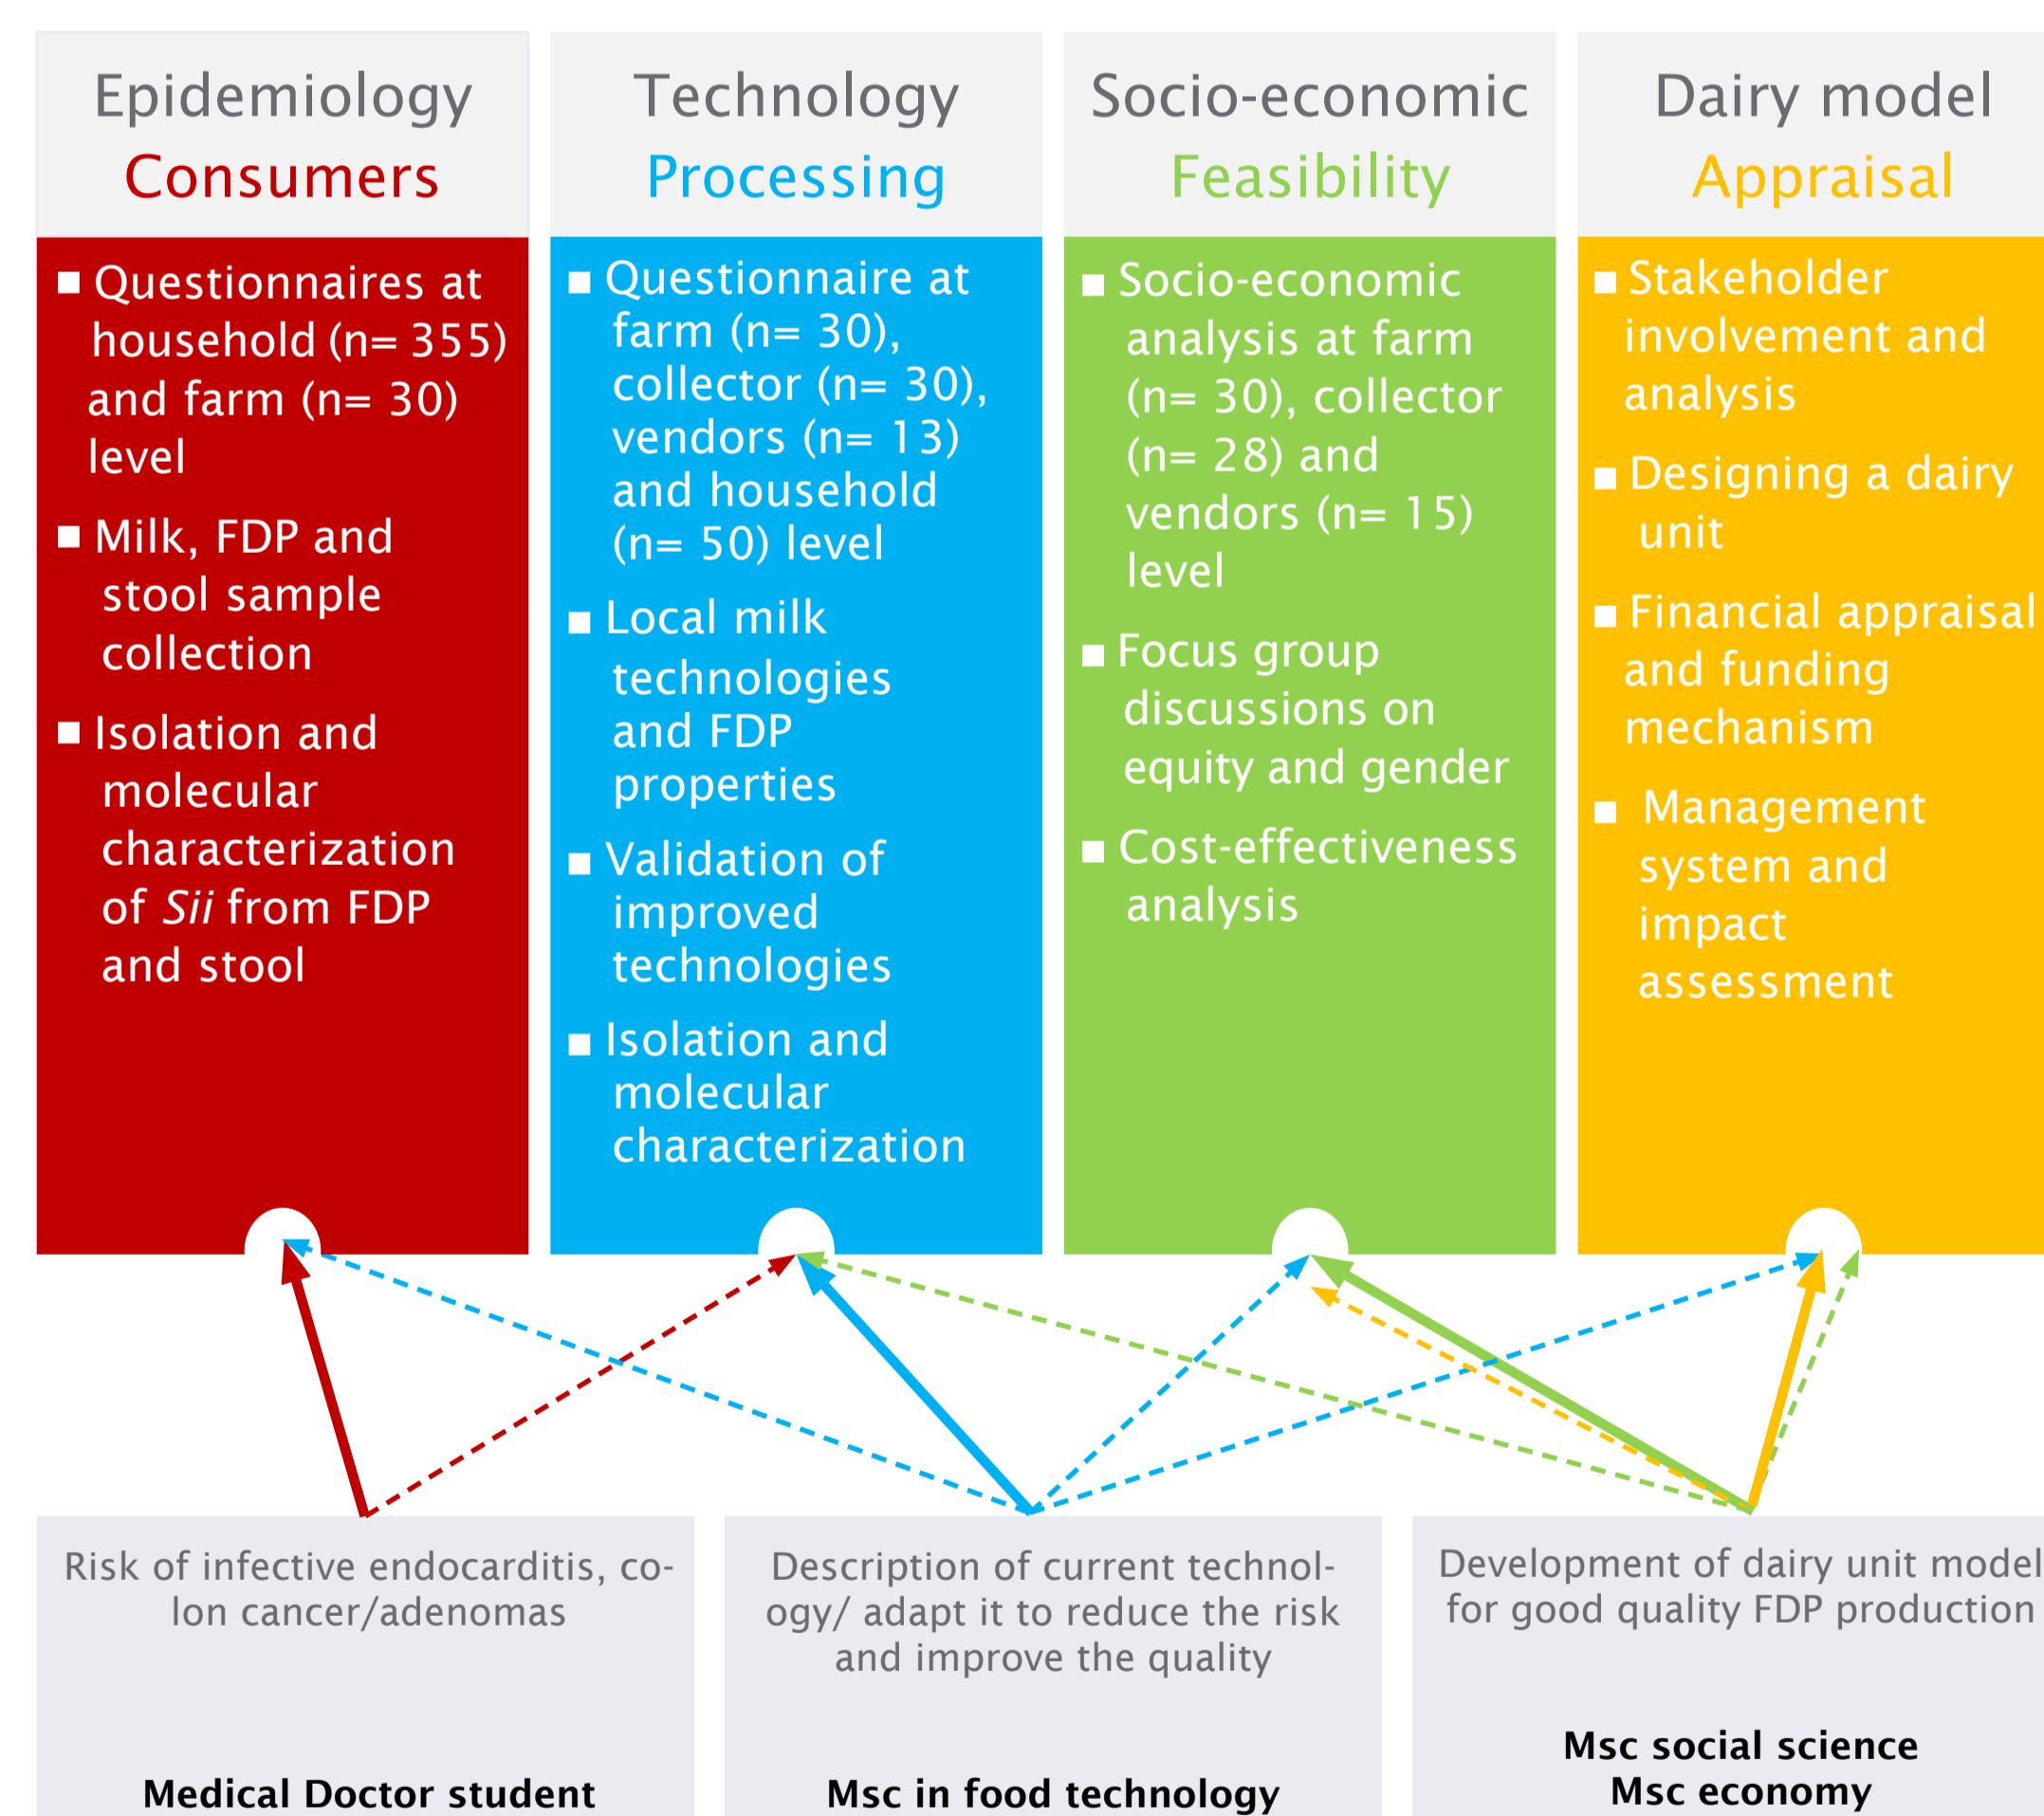 Epidemiology
Consumers
■ Questionnaires at
household (n= 355)
and farm (n= 30)
level
■ Milk, FDP and
stool sample
collection
■ Isolation and
molecular
characterization
of Sii from FDP
and stool
Technology
Processing
■ Questionnaire at
farm (n= 30),
collector (n= 30),
vendors (n= 13)
and household
(n= 50) level
■ Local milk
technologies
and FDP
properties
■ Validation of
improved
technologies
■ Isolation and
molecular
characterization
Socio-economic
Feasibility
■ Socio-economic
analysis at farm
(n= 30), collector
(n= 28) and
vendors (n= 15)
level
■ Focus group
discussions on
equity and gender
■ Cost-effectiveness
analysis
Dairy model
Appraisal
■ Stakeholder
involvement and
analysis
■ Designing a dairy
unit
■ Financial appraisal
and funding
mechanism
■ Management
system and
impact
assessment
Risk of infective endocarditis, co-
lon cancer/adenomas
Medical Doctor student
Description of current technol-
ogy/ adapt it to reduce the risk
and improve the quality
Msc in food technology
Development of dairy unit model
for good quality FDP production
Msc social science
Msc economy